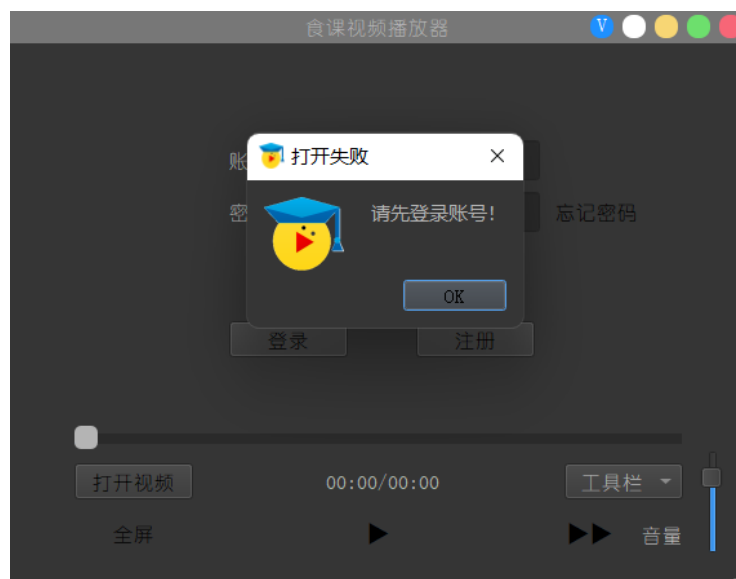 食课视频播放器
V
账
打开失败
密
请先登录账号!
忘记密码
OK
登录
注册
打开视频
00:00/00:00
工具栏
全屏
音量